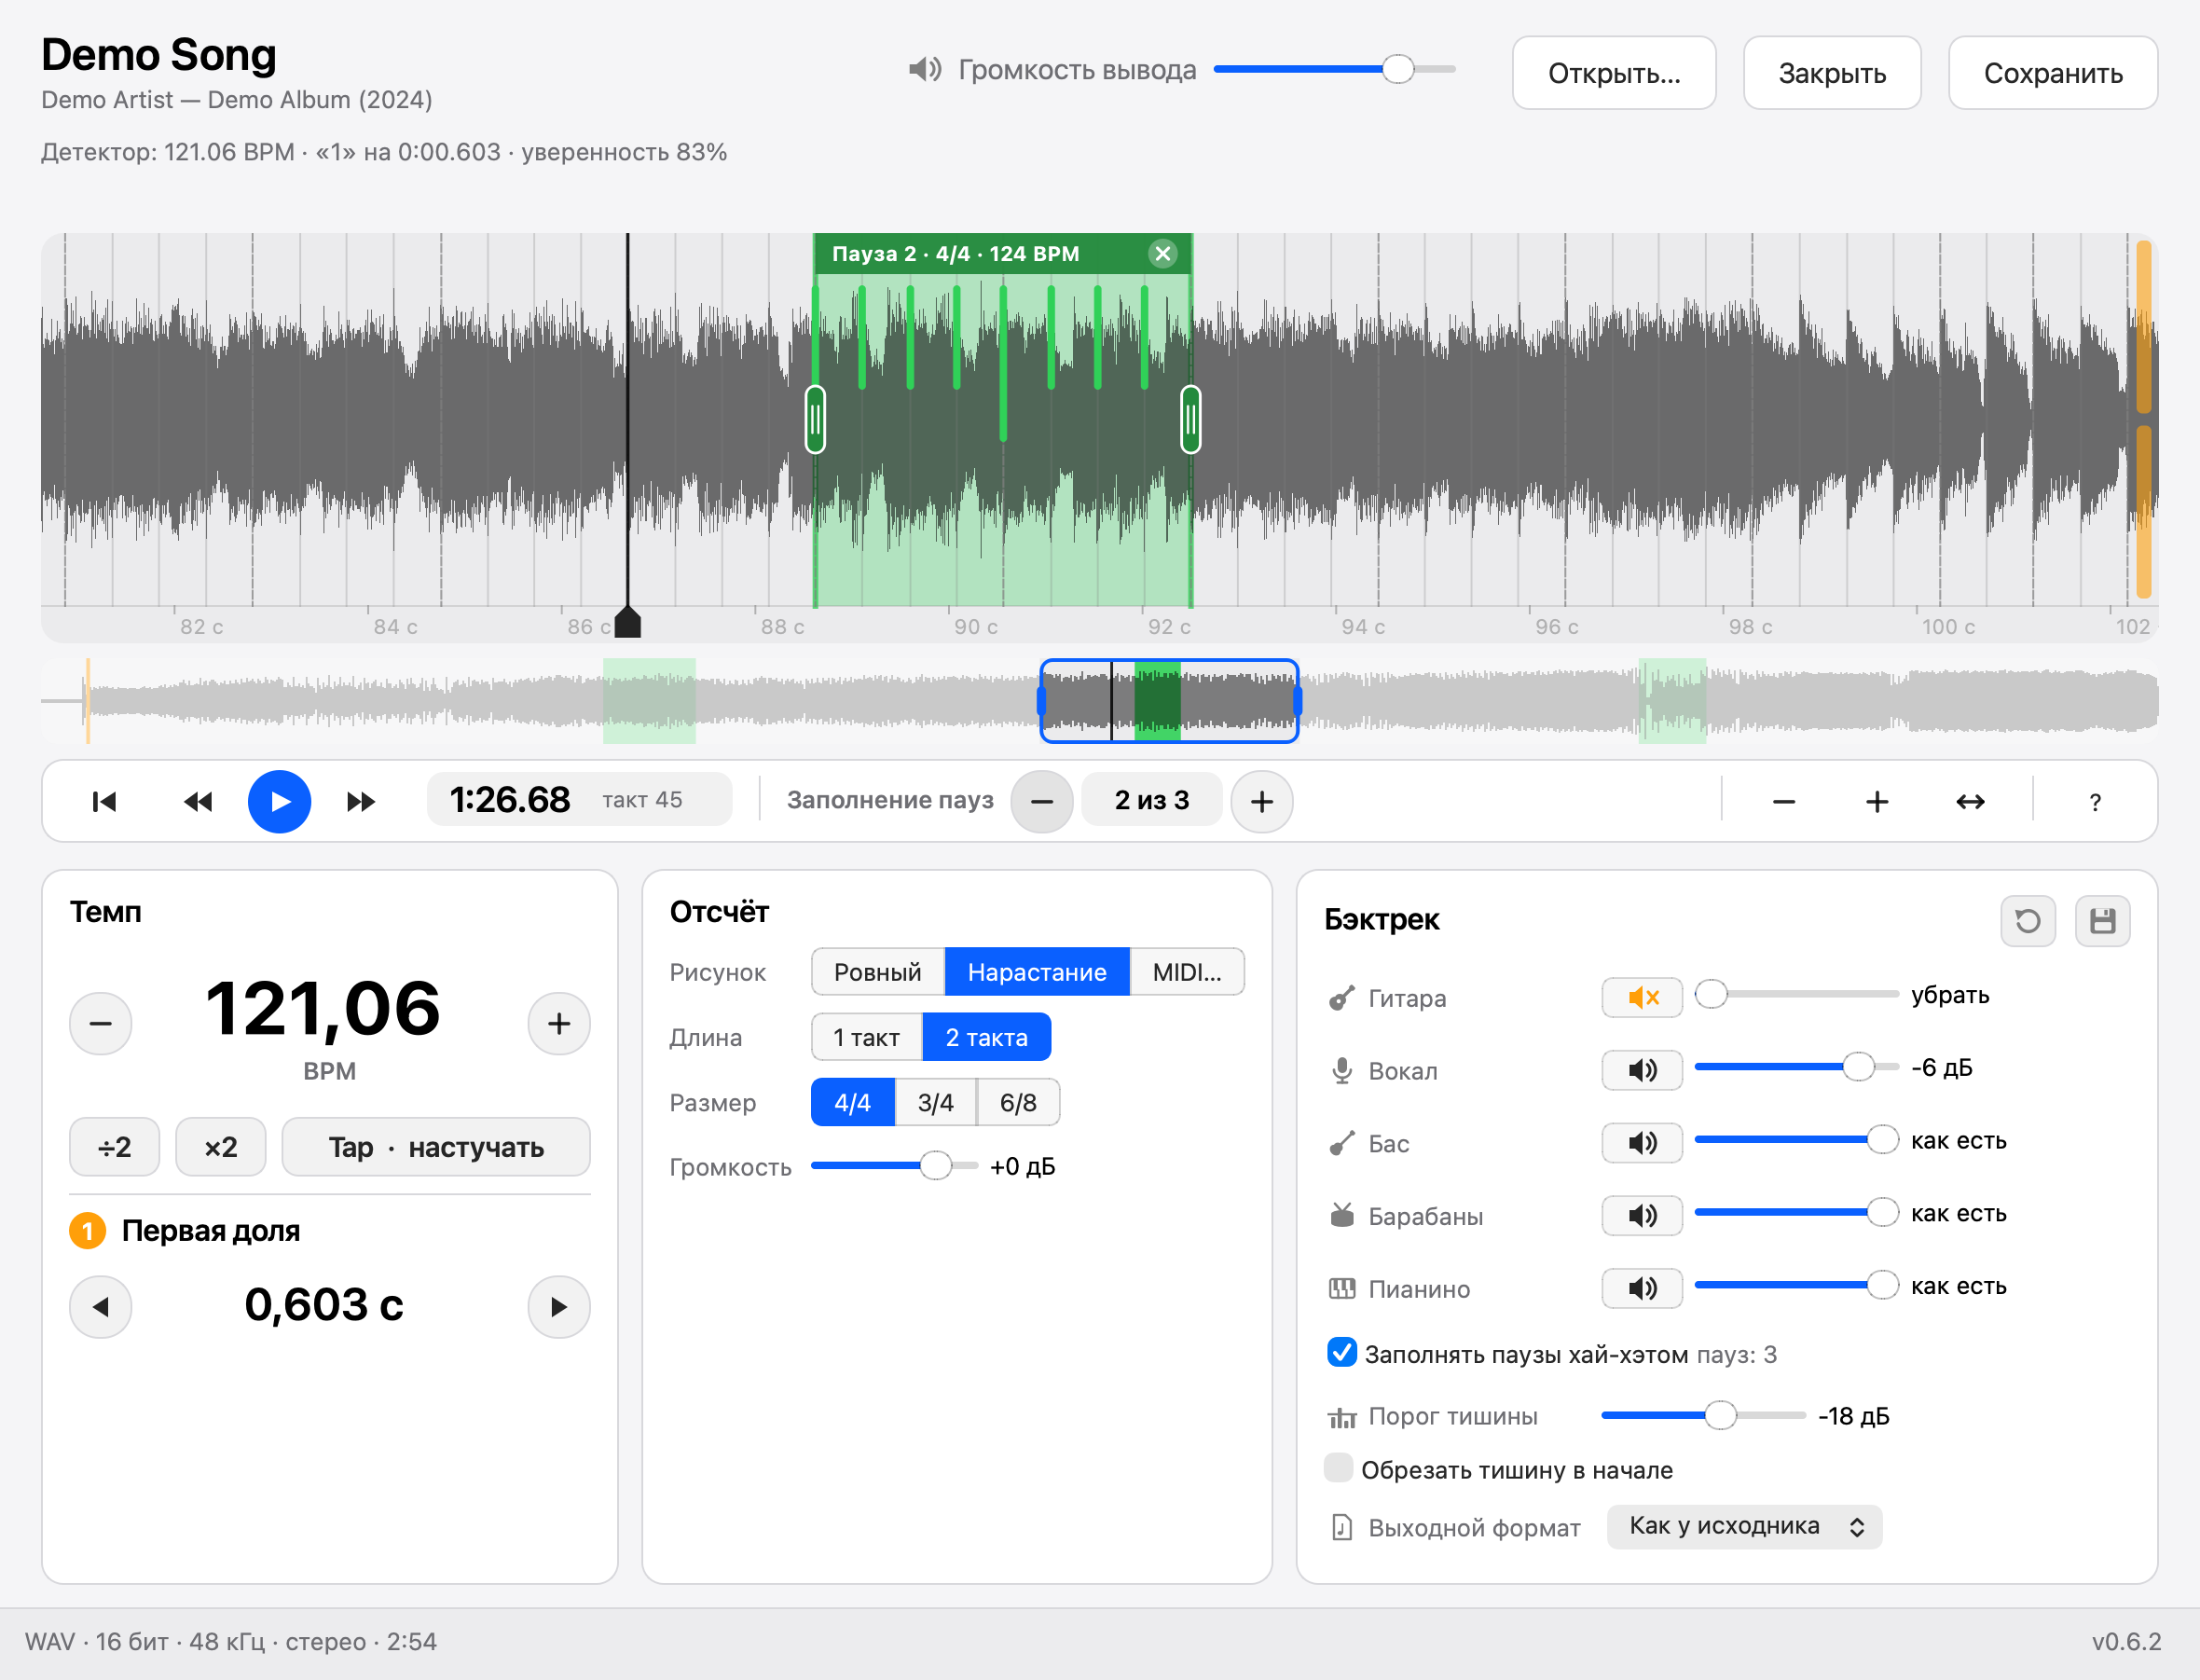 Demo Song
Demo Artist — Demo Album (2024)
Детектор: 121.06 BPM · «1» на 0:00.603 · уверенность 83%
Громкость вывода
Открыть...
Закрыть
Сохранить
Пауза 2 · 4/4 · 124 BPM
82 с 84 с 86 с 88 с 90 с 92 с 94 с 96 с 98 с 100 с 102
1:26.68 такт 45
Заполнение пауз − 2 из 3 +
− + ?
Темп
− 121,06 +
BPM
÷2 ×2 Tap · настучать
1 Первая доля
0,603 с
Отсчёт
Рисунок Ровный Нарастание MIDI...
Длина 1 такт 2 такта
Размер 4/4 3/4 6/8
Громкость +0 дБ
Бэктрек
Гитара убрать
Вокал -6 дБ
Бас как есть
Барабаны как есть
Пианино как есть
Заполнять паузы хай-хэтом пауз: 3
Порог тишины -18 дБ
Обрезать тишину в начале
Выходной формат Как у исходника
WAV · 16 бит · 48 кГц · стерео · 2:54
v0.6.2